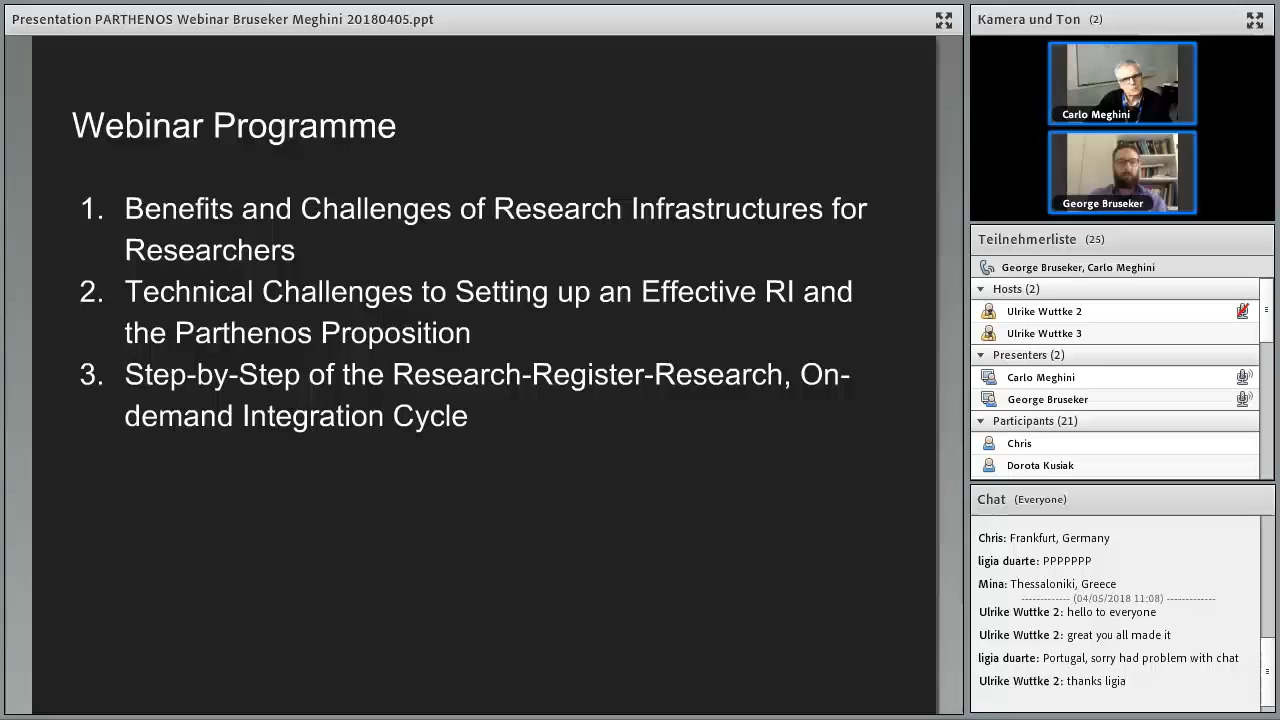 Presentation PARTHENOS Webinar Bruseker Meghini 20180405.ppt
Webinar Programme
1. Benefits and Challenges of Research Infrastructures for
Researchers
2. Technical Challenges to Setting up an Effective RI and
the Parthenos Proposition
3. Step-by-Step of the Research-Register-Research, On-
demand Integration Cycle
Kamera und Ton (2)
Carlo Meghini
George Bruseker
Teilnehmerliste (25)
George Bruseker, Carlo Meghini
Hosts (2)
Ulrike Wuttke 2
Ulrike Wuttke 3
Presenters (2)
Carlo Meghini
George Bruseker
Participants (21)
Chris
Dorota Kusiak
Chat (Everyone)
Chris: Frankfurt, Germany
ligia duarte: PPPPPPP
Mina: Thessaloniki, Greece
------------- (04/05/2018 11:08) -------------
Ulrike Wuttke 2: hello to everyone
Ulrike Wuttke 2: great you all made it
ligia duarte: Portugal, sorry had problem with chat
Ulrike Wuttke 2: thanks ligia